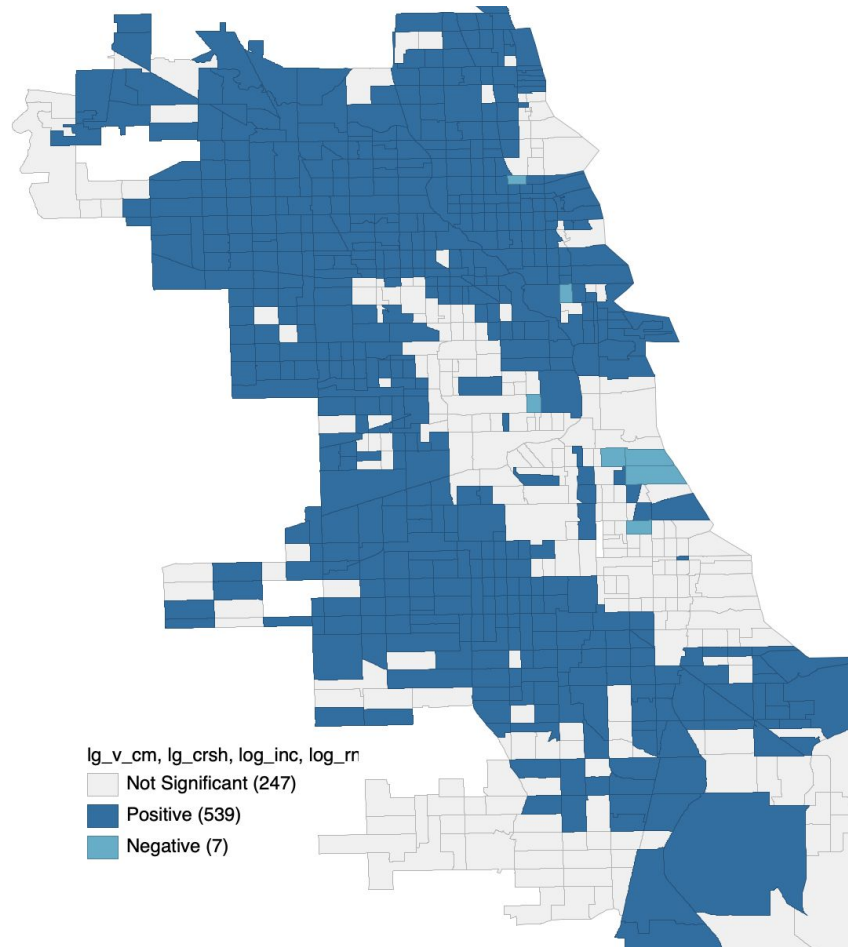 lg_v_cm, lg_crsh, log_inc, log_rn
Not Significant (247)
Positive (539)
Negative (7)